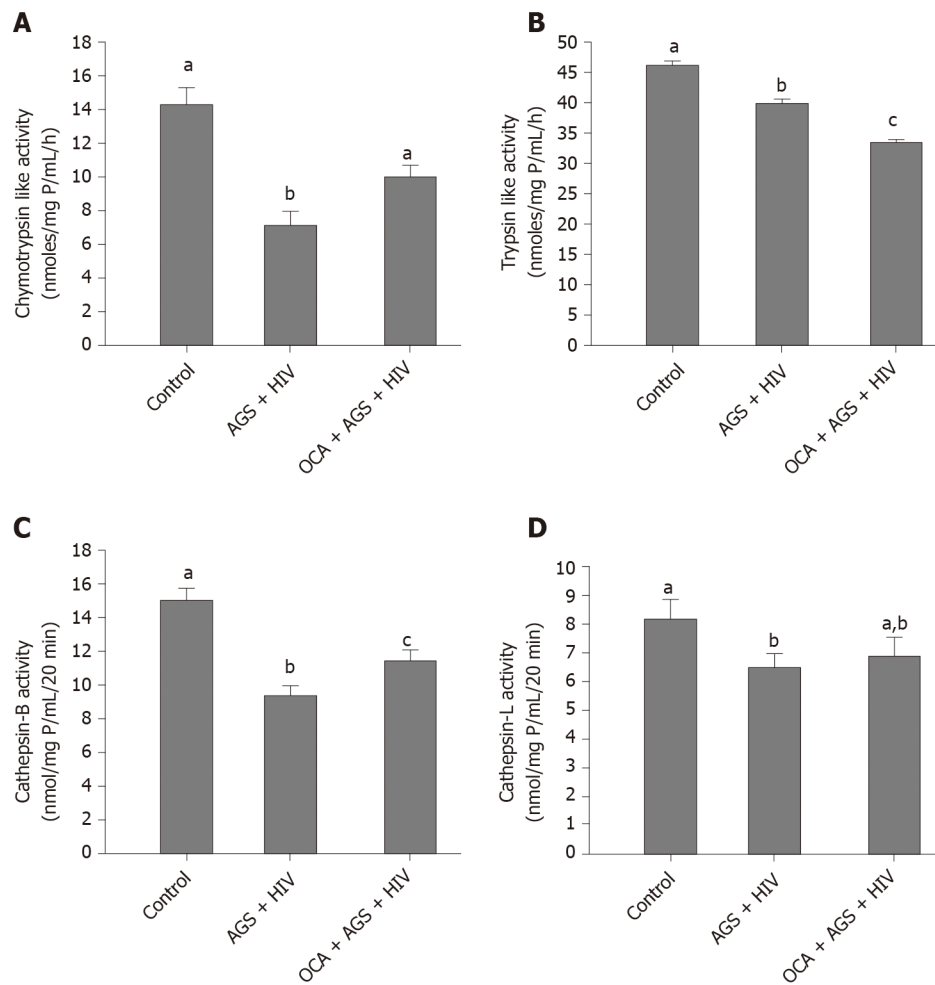 A
Chymotrypsin like activity
(nmoles/mg P/mL/h)
18
16
14
12
10
8
6
4
2
0
a
b
a
Control
AGS + HIV
OCA + AGS + HIV
B
Trypsin like activity
(nmoles/mg P/mL/h)
50
45
40
35
30
25
20
15
10
5
0
a
b
c
Control
AGS + HIV
OCA + AGS + HIV
C
Cathepsin-B activity
(nmol/mg P/mL/20 min)
18
16
14
12
10
8
6
4
2
0
a
b
c
Control
AGS + HIV
OCA + AGS + HIV
D
Cathepsin-L activity
(nmol/mg P/mL/20 min)
10
9
8
7
6
5
4
3
2
1
0
a
b
a,b
Control
AGS + HIV
OCA + AGS + HIV